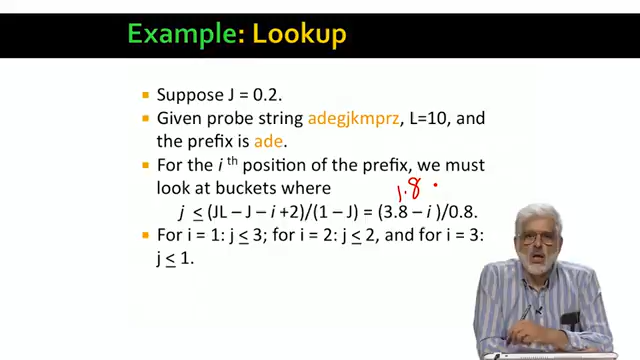 Example: Lookup
Suppose J = 0.2.
Given probe string adegjkmprz, L=10, and
the prefix is ade.
For the i th position of the prefix, we must
look at buckets where
1.8
j ≤ (JL – J – i +2)/(1 – J) = (3.8 – i )/0.8.
For i = 1: j ≤ 3; for i = 2: j ≤ 2, and for i = 3:
j ≤ 1.